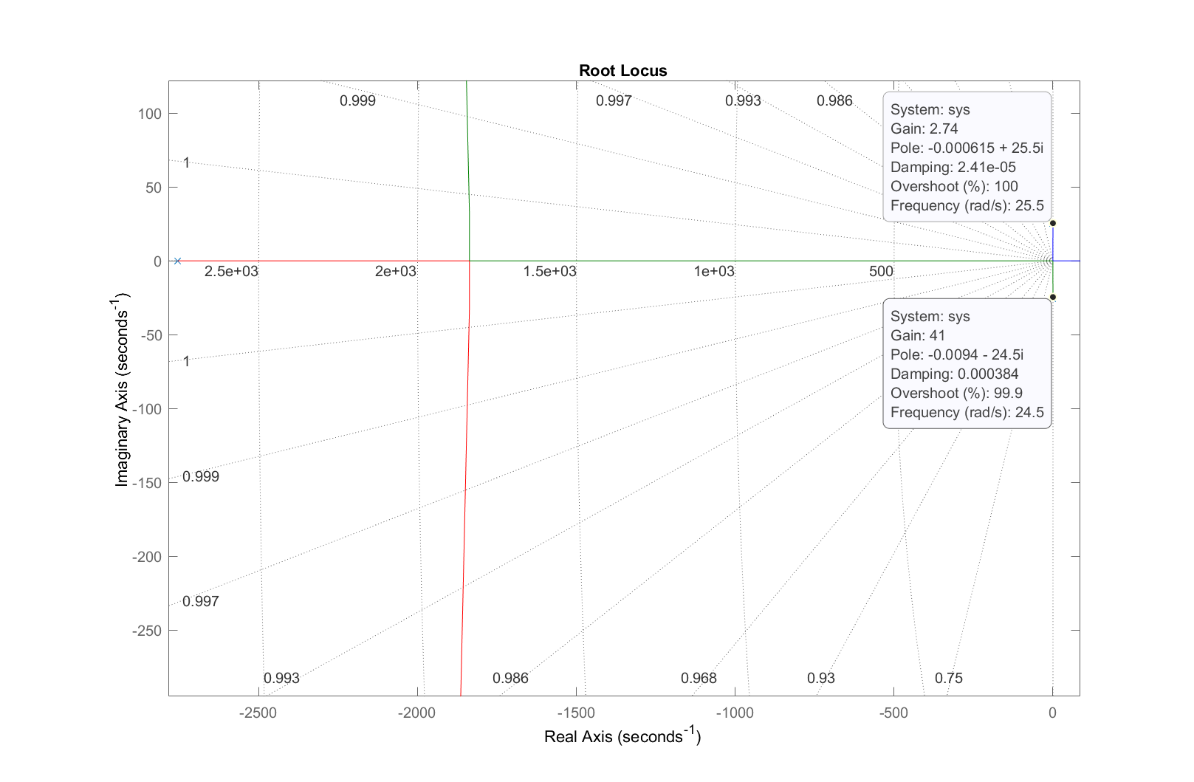 Root Locus
0.999
0.997
0.993
0.986
System: sys
Gain: 2.74
Pole: -0.000615 + 25.5i
Damping: 2.41e-05
Overshoot (%): 100
Frequency (rad/s): 25.5
100
50
0
-50
-100
-150
-200
-250
Imaginary Axis (seconds-1)
1
2.5e+03
2e+03
1.5e+03
1e+03
500
System: sys
Gain: 41
Pole: -0.0094 - 24.5i
Damping: 0.000384
Overshoot (%): 99.9
Frequency (rad/s): 24.5
1
0.999
0.997
0.993
0.986
0.968
0.93
0.75
-2500
-2000
-1500
-1000
-500
0
Real Axis (seconds-1)